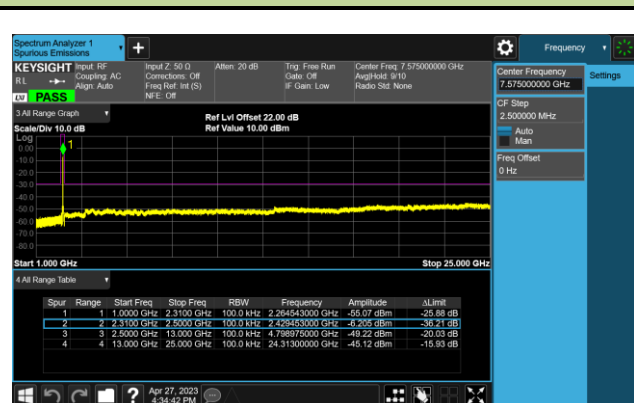 Spectrum Analyzer 1
Spurious Emissions
Frequency
KEYSIGHT
RL
LXI
PASS
Input: RF
Coupling: AC
Align: Auto
Input Z: 50 Ω
Corrections: Off
Freq Ref: Int (S)
NFE: Off
Atten: 20 dB
Trig: Free Run
Gate: Off
IF Gain: Low
Center Freq: 7.575000000 GHz
Avg|Hold: 9/10
Radio Std: None
Center Frequency
7.575000000 GHz
Settings
CF Step
2.500000 MHz
Auto
Man
Freq Offset
0 Hz
3 All Range Graph
Scale/Div 10.0 dB
Ref Lvl Offset 22.00 dB
Ref Value 10.00 dBm
Log
1
0.00
-10.0
-20.0
-30.0
-40.0
-50.0
-60.0
-70.0
-80.0
Start 1.000 GHz
Stop 25.000 GHz
4 All Range Table
Spur Range Start Freq Stop Freq RBW Frequency Amplitude ΔLimit
1 1 1.0000 GHz 2.3100 GHz 100.0 kHz 2.264543000 GHz -55.07 dBm -25.88 dB
2 2 2.3100 GHz 2.5000 GHz 100.0 kHz 2.429453000 GHz -6.205 dBm -36.21 dB
3 3 2.5000 GHz 13.000 GHz 100.0 kHz 4.798975000 GHz -49.22 dBm -20.03 dB
4 4 13.000 GHz 25.000 GHz 100.0 kHz 24.31300000 GHz -45.12 dBm -15.93 dB
?
Apr 27, 2023
4:34:42 PM